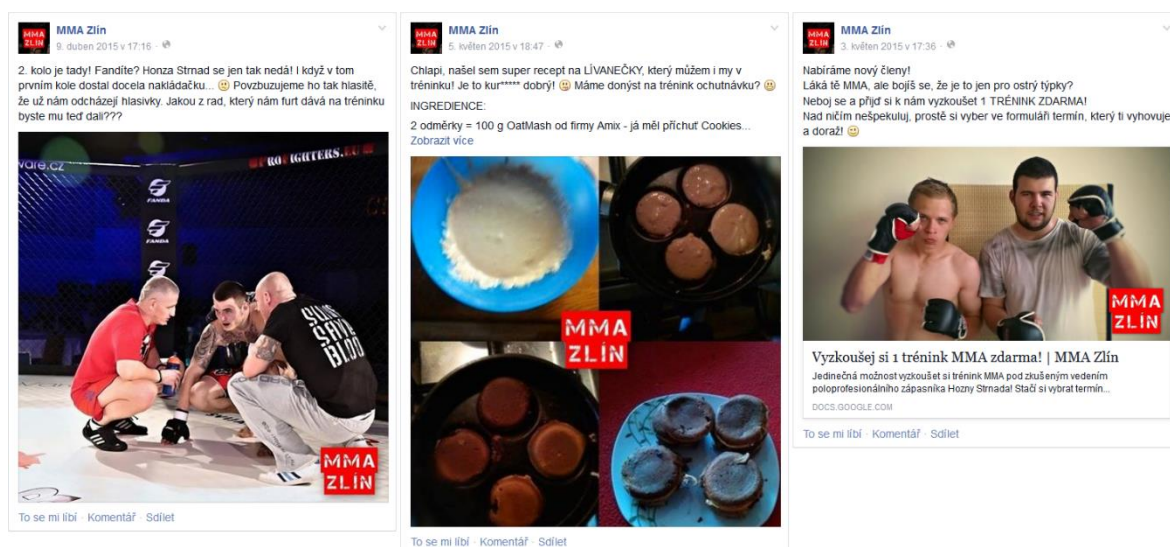 MMA Zlín
9. duben 2015 v 17:16 ·
2. kolo je tady! Fandíte? Honza Strnad se jen tak nedá! I když v tom
prvním kole dostal docela nakládačku... Povzbuzujeme ho tak hlasitě,
že už nám odcházejí hlasivky. Jakou z rad, který nám furt dává na tréninku
byste mu teď dali???
vare.cz
PROFIGHTERS.EU
FANDA
FANDA
FANDA
MMA
ZLÍN
To se mi líbí · Komentář · Sdílet
MMA Zlín
5. květen 2015 v 18:47 ·
Chlapi, našel sem super recept na LÍVANEČKY, který můžem i my v
tréninku! Je to kur***** dobrý! Máme donýst na trénink ochutnávku?
INGREDIENCE:
2 odměrky = 100 g OatMash od firmy Amix - já měl příchuť Cookies...
Zobrazit více
MMA
ZLÍN
To se mi líbí · Komentář · Sdílet
MMA Zlín
3. květen 2015 v 17:36 ·
Nabíráme nový členy!
Láká tě MMA, ale bojíš se, že je to jen pro ostrý týpky?
Neboj se a přijď si k nám vyzkoušet 1 TRÉNINK ZDARMA!
Nad ničím nešpekuluj, prostě si vyber ve formuláři termín, který ti vyhovuje
a doraž!
MMA
ZLÍN
Vyzkoušej si 1 trénink MMA zdarma! | MMA Zlín
Jedinečná možnost vyzkoušet si trénink MMA pod zkušeným vedením
poloprofesionálního zápasníka Hozny Strnada! Stačí si vybrat termín...
DOCS.GOOGLE.COM
To se mi líbí · Komentář · Sdílet